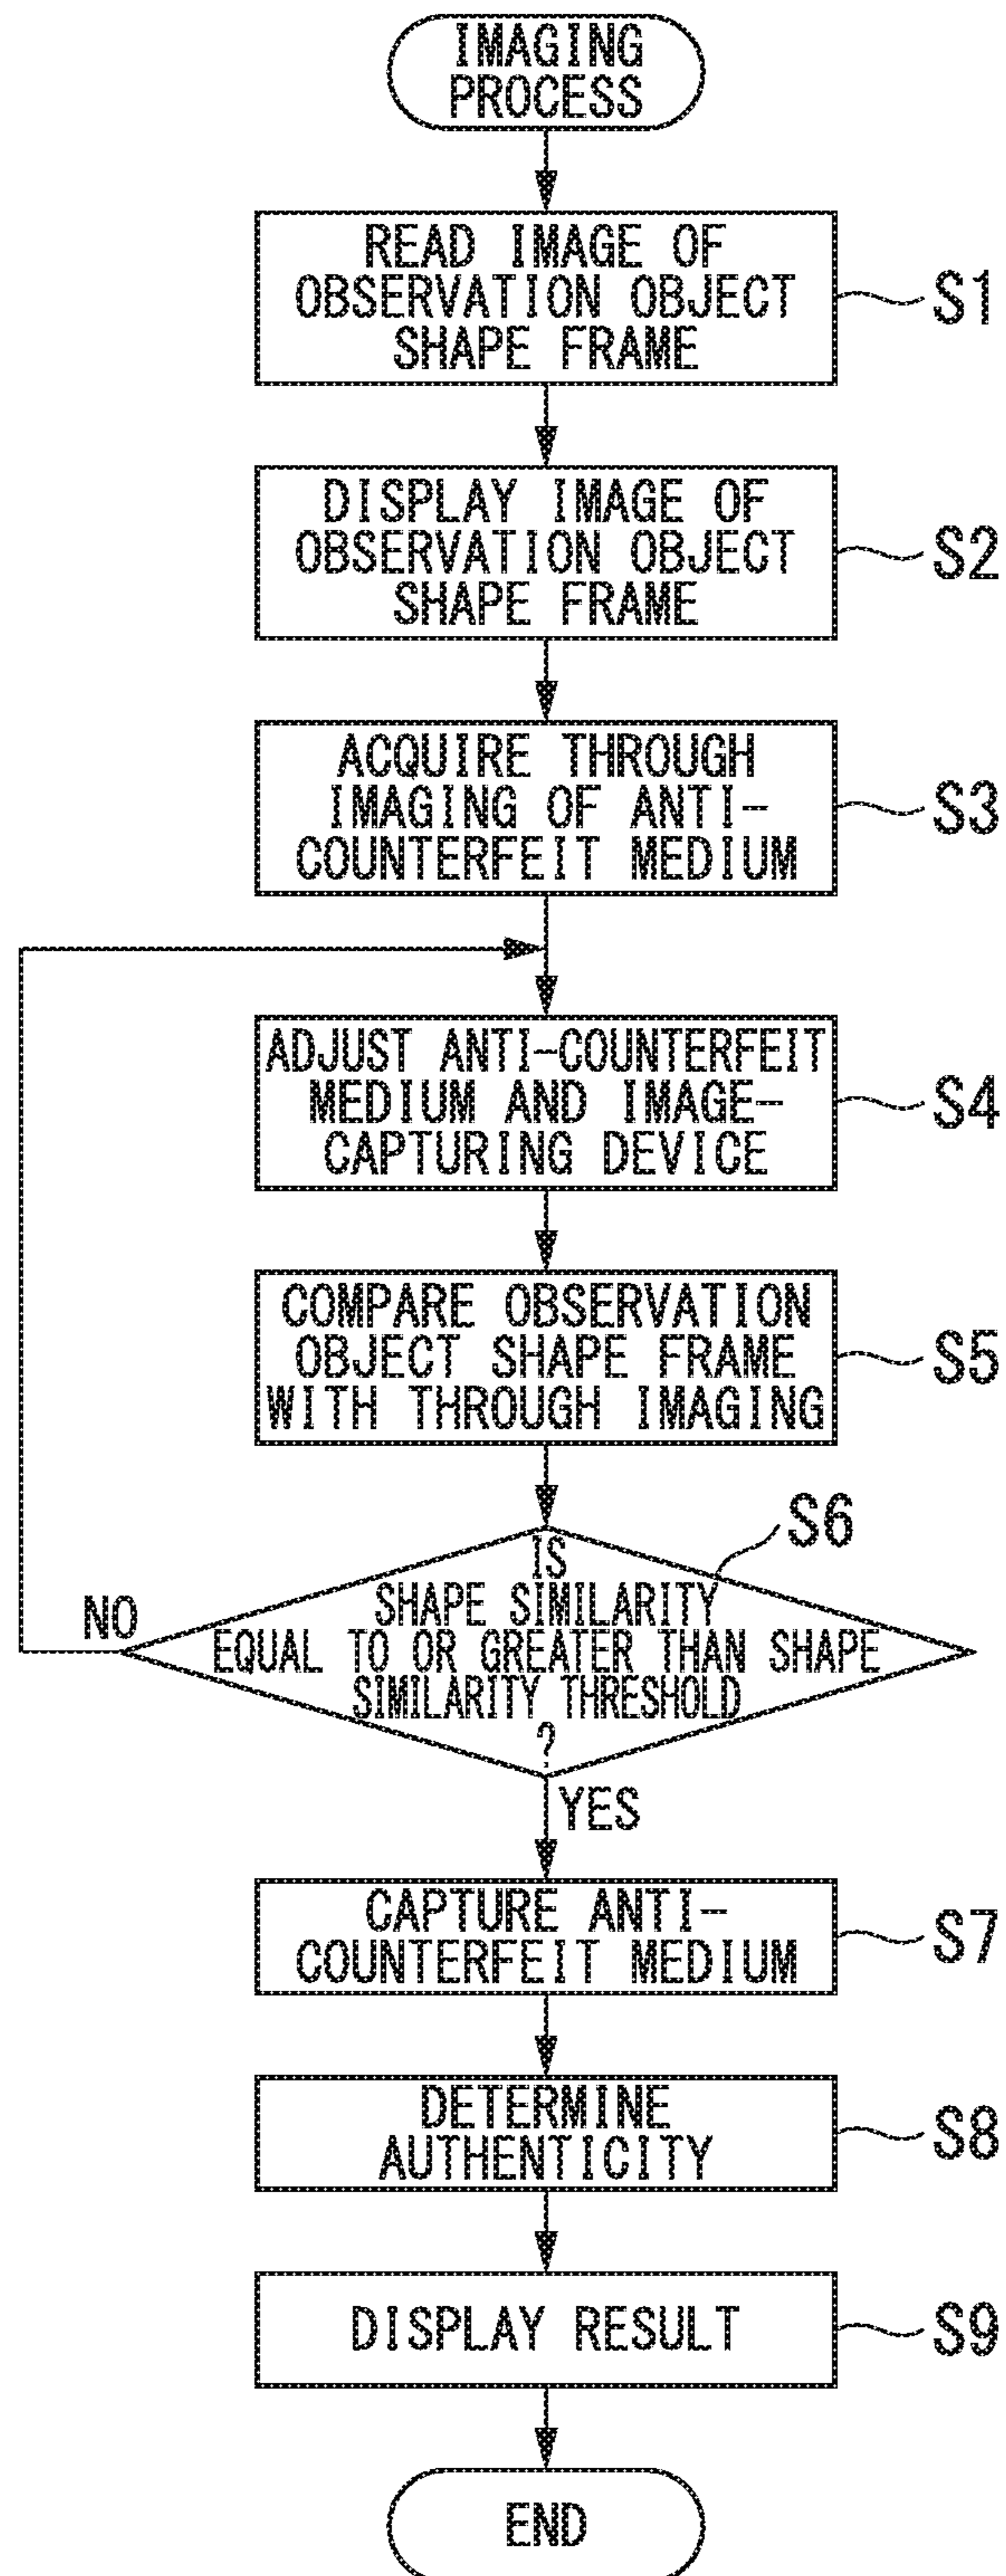 IMAGING
PROCESS
READ IMAGE OF
OBSERVATION OBJECT
SHAPE FRAME
S1
DISPLAY IMAGE OF
OBSERVATION OBJECT
SHAPE FRAME
S2
ACQUIRE THROUGH
IMAGING OF ANTI-
COUNTERFEIT MEDIUM
S3
ADJUST ANTI-COUNTERFEIT
MEDIUM AND IMAGE-
CAPTURING DEVICE
S4
COMPARE OBSERVATION
OBJECT SHAPE FRAME
WITH THROUGH IMAGING
S5
S6
IS
SHAPE SIMILARITY
EQUAL TO OR GREATER THAN SHAPE
SIMILARITY THRESHOLD
?
NO
YES
CAPTURE ANTI-
COUNTERFEIT MEDIUM
S7
DETERMINE
AUTHENTICITY
S8
DISPLAY RESULT
S9
END